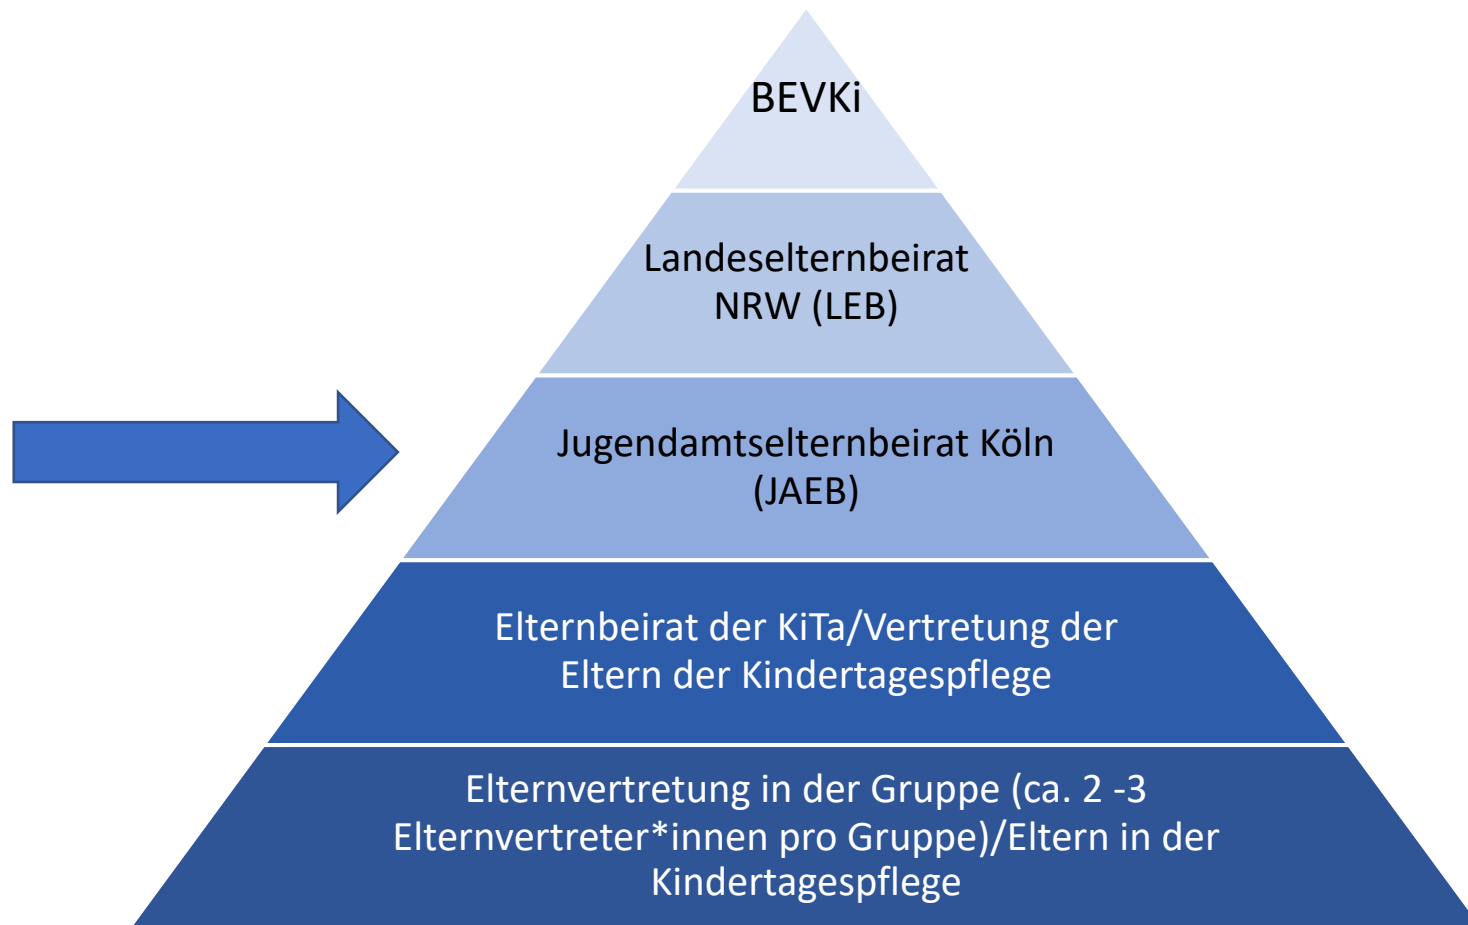 BEVKi
Landeselternbeirat
NRW (LEB)
Jugendamtselternbeirat Köln
(JAEB)
Elternbeirat der KiTa/Vertretung der
Eltern der Kindertagespflege
Elternvertretung in der Gruppe (ca. 2 -3
Elternvertreter*innen pro Gruppe)/Eltern in der
Kindertagespflege